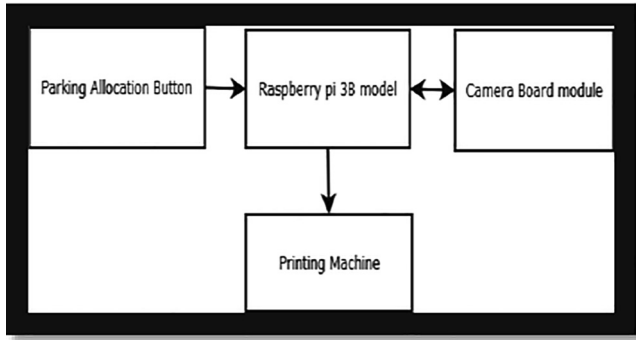 Parking Allocation Button
Raspberry pi 3B model
Camera Board module
Printing Machine